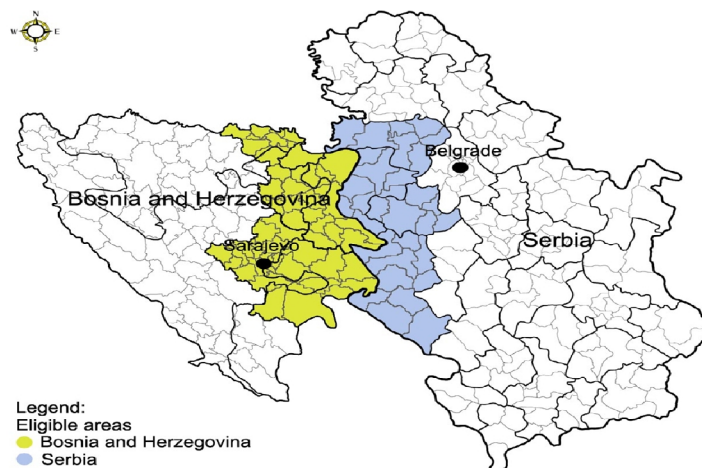 N
W E
S
Belgrade
Bosnia and Herzegovina
Sarajevo
Serbia
Legend:
Eligible areas
Bosnia and Herzegovina
Serbia